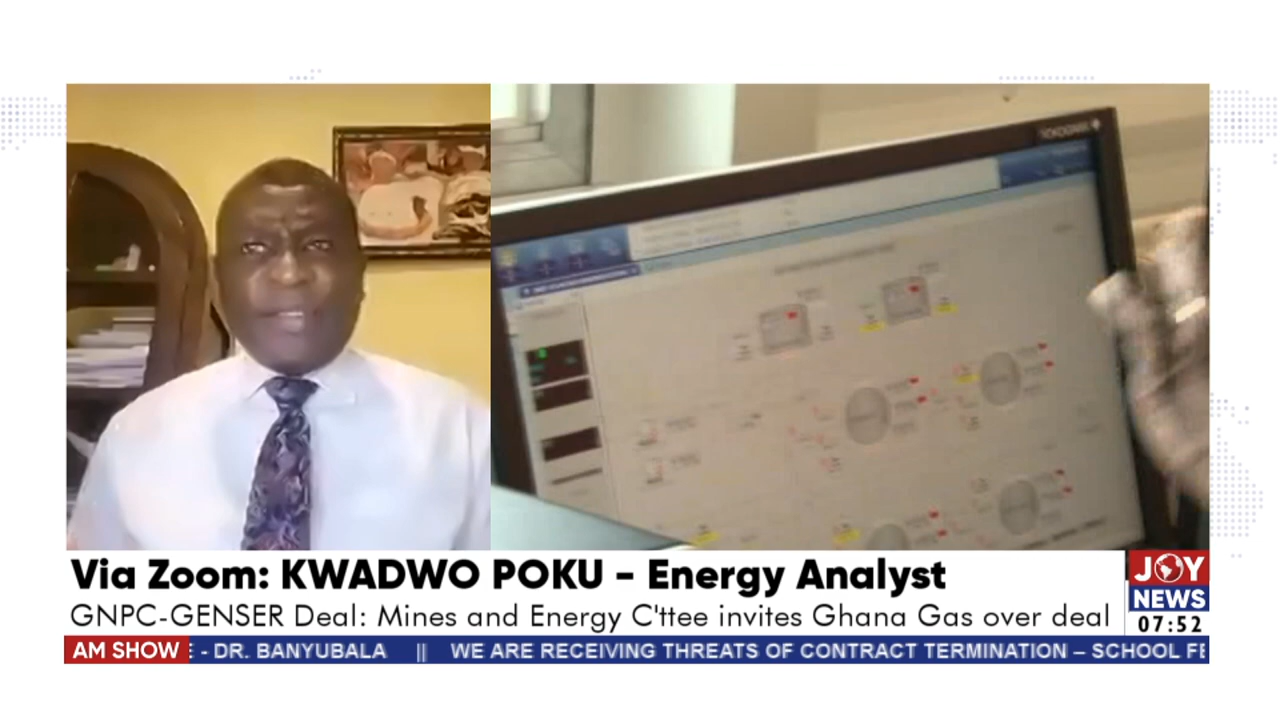 YOKOGAWA
Via Zoom: KWADWO POKU – Energy Analyst
GNPC-GENSER Deal: Mines and Energy C'ttee invites Ghana Gas over deal
JOY
NEWS
07:52
AM SHOW
- DR. BANYUBALA || WE ARE RECEIVING THREATS OF CONTRACT TERMINATION – SCHOOL FE